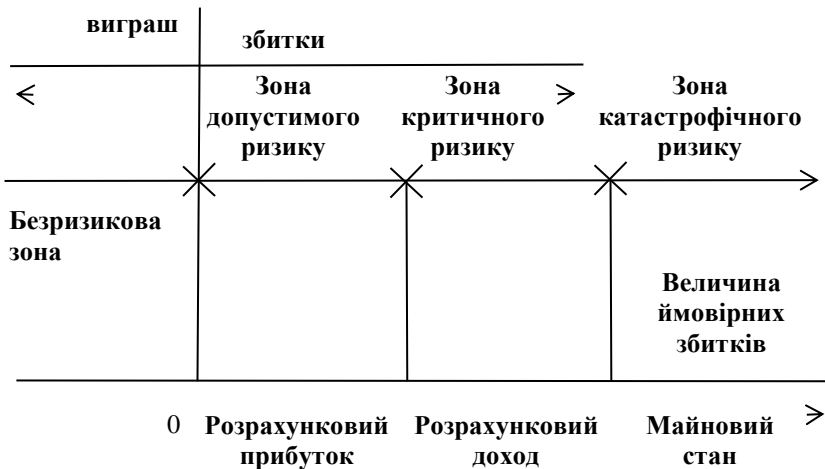 виграш
збитки
Зона
допустимого
ризику
Зона
критичного
ризику
Зона
катастрофічного
ризику
Безризикова
зона
Величина
ймовірних
збитків
0
Розрахунковий
прибуток
Розрахунковий
доход
Майновий
стан